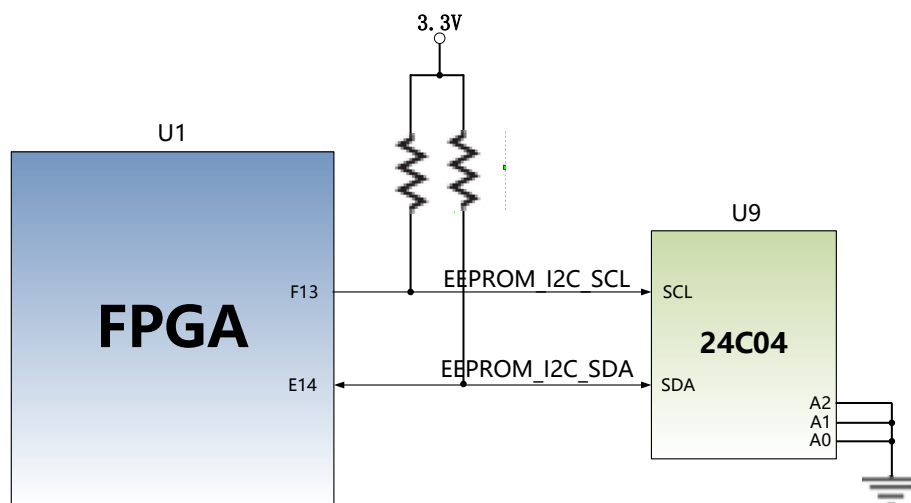 3.3V
U1
U9
F13
EEPROM_I2C_SCL
SCL
FPGA
24C04
E14
EEPROM_I2C_SDA
SDA
A2
A1
A0